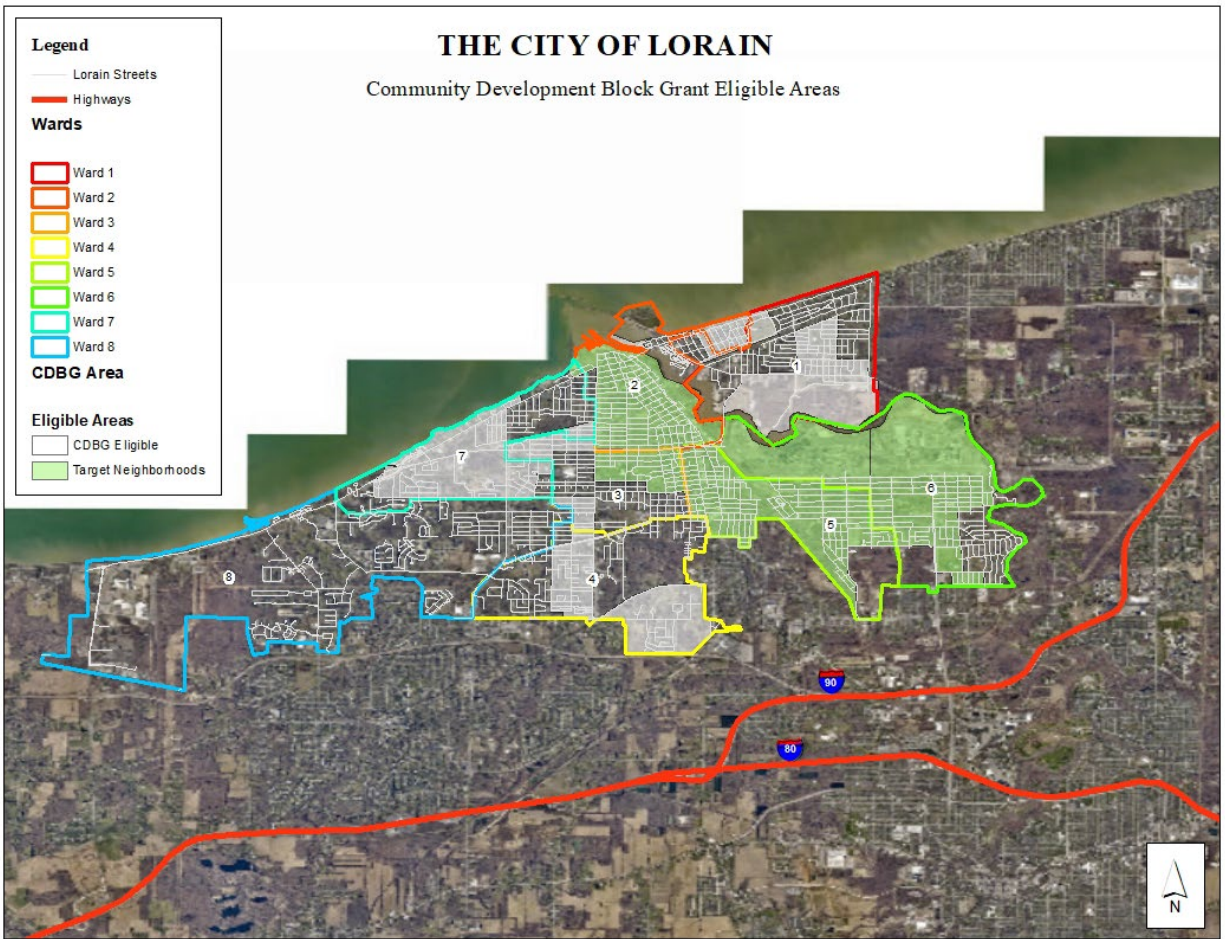 THE CITY OF LORAIN
Community Development Block Grant Eligible Areas
Legend
Lorain Streets
Highways
Wards
Ward 1
Ward 2
Ward 3
Ward 4
Ward 5
Ward 6
Ward 7
Ward 8
CDBG Area
Eligible Areas
CDBG Eligible
Target Neighborhoods
1
2
7
6
3
5
8
4
90
80
N